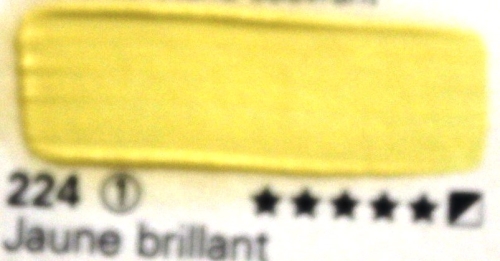 224 ① ★★★★★◩
Jaune brillant